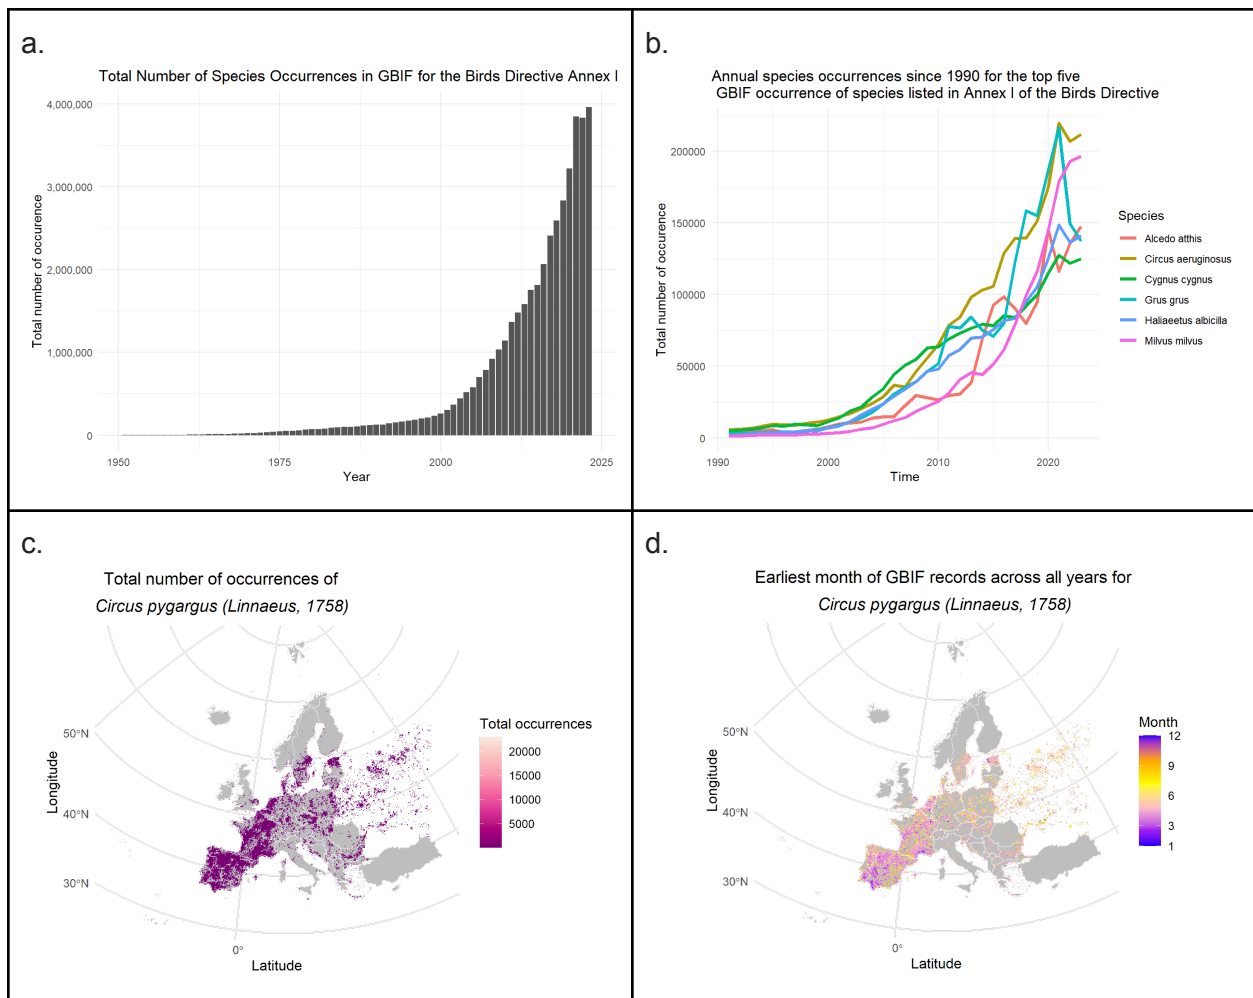 a.
Total Number of Species Occurrences in GBIF for the Birds Directive Annex I
4,000,000
3,000,000
2,000,000
1,000,000
0
Total number of occurence
1950
1975
2000
2025
Year
b.
Annual species occurrences since 1990 for the top five
GBIF occurrence of species listed in Annex I of the Birds Directive
200000
150000
100000
50000
0
Total number of occurrence
1990
2000
2010
2020
Time
Species
Alcedo atthis
Circus aeruginosus
Cygnus cygnus
Grus grus
Haliaeetus albicilla
Milvus milvus
c.
Total number of occurrences of
Circus pygargus (Linnaeus, 1758)
50°N
40°N
30°N
Longitude
0°
Latitude
Total occurrences
20000
15000
10000
5000
d.
Earliest month of GBIF records across all years for
Circus pygargus (Linnaeus, 1758)
50°N
40°N
30°N
Longitude
0°
Latitude
Month
12
9
6
3
1